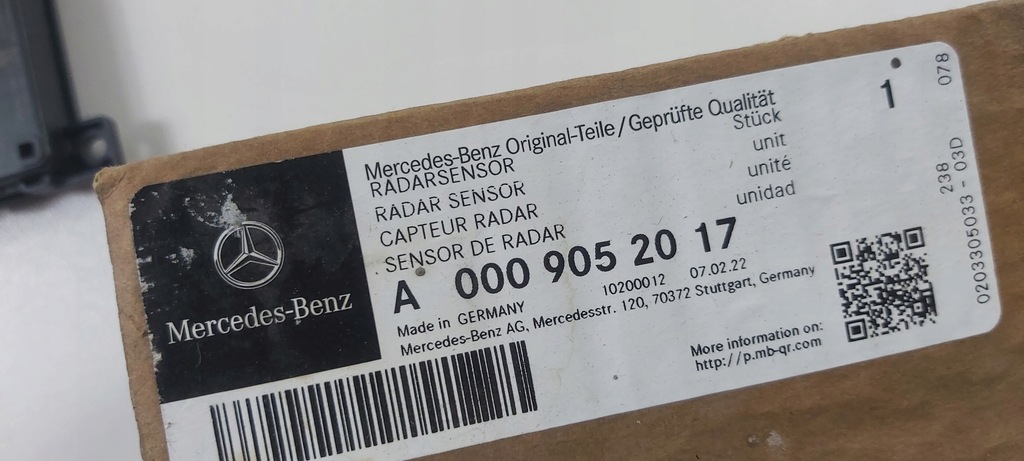 Mercedes-Benz
Mercedes-Benz Original-Teile/Geprüfte Qualität
RADARSENSOR
RADAR SENSOR
CAPTEUR RADAR
SENSOR DE RADAR
Stück
unit
unité
unidad
1
A 000 905 20 17
Made in GERMANY 10200012 07.02.22
Mercedes-Benz AG, Mercedesstr. 120, 70372 Stuttgart, Germany
More information on:
http://p.mb-qr.com
078
238
0203305033 - 03D